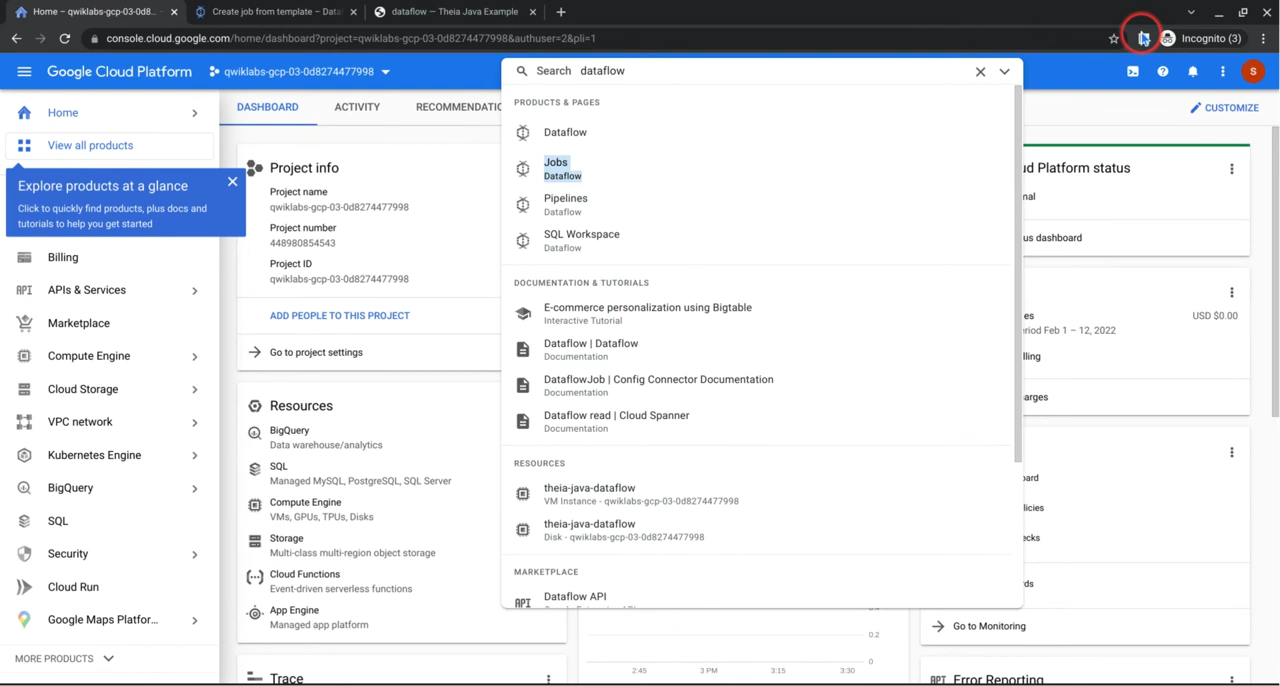 Home – qwiklabs-gcp-03-0d8...
Create job from template – Data
dataflow — Theia Java Example
console.cloud.google.com/home/dashboard?project=qwiklabs-gcp-03-0d8274477998&authuser=2&pli=1
Incognito (3)
Google Cloud Platform
qwiklabs-gcp-03-0d8274477998
Search dataflow
S
Home
View all products
Explore products at a glance
Click to quickly find products, plus docs and
tutorials to help you get started
Billing
API APIs & Services
Marketplace
Compute Engine
Cloud Storage
VPC network
Kubernetes Engine
BigQuery
SQL
Security
Cloud Run
Google Maps Platfor...
MORE PRODUCTS
DASHBOARD
ACTIVITY
RECOMMENDATIO
CUSTOMIZE
Project info
Project name
qwiklabs-gcp-03-0d8274477998
Project number
448980854543
Project ID
qwiklabs-gcp-03-0d8274477998
ADD PEOPLE TO THIS PROJECT
Go to project settings
Resources
BigQuery
Data warehouse/analytics
SQL
Managed MySQL, PostgreSQL, SQL Server
Compute Engine
VMs, GPUs, TPUs, Disks
Storage
Multi-class multi-region object storage
Cloud Functions
Event-driven serverless functions
App Engine
Managed app platform
Trace
PRODUCTS & PAGES
Dataflow
Jobs
Dataflow
Pipelines
Dataflow
SQL Workspace
Dataflow
DOCUMENTATION & TUTORIALS
E-commerce personalization using Bigtable
Interactive Tutorial
Dataflow | Dataflow
Documentation
DataflowJob | Config Connector Documentation
Documentation
Dataflow read | Cloud Spanner
Documentation
RESOURCES
theia-java-dataflow
VM Instance - qwiklabs-gcp-03-0d8274477998
theia-java-dataflow
Disk - qwiklabs-gcp-03-0d8274477998
MARKETPLACE
API Dataflow API
0.4
0.2
0
2:45
3 PM
3:15
3:30
ud Platform status
mal
us dashboard
es
USD $0.00
eriod Feb 1 – 12, 2022
lling
arges
oard
licies
ecks
rds
Go to Monitoring
API Error Reporting